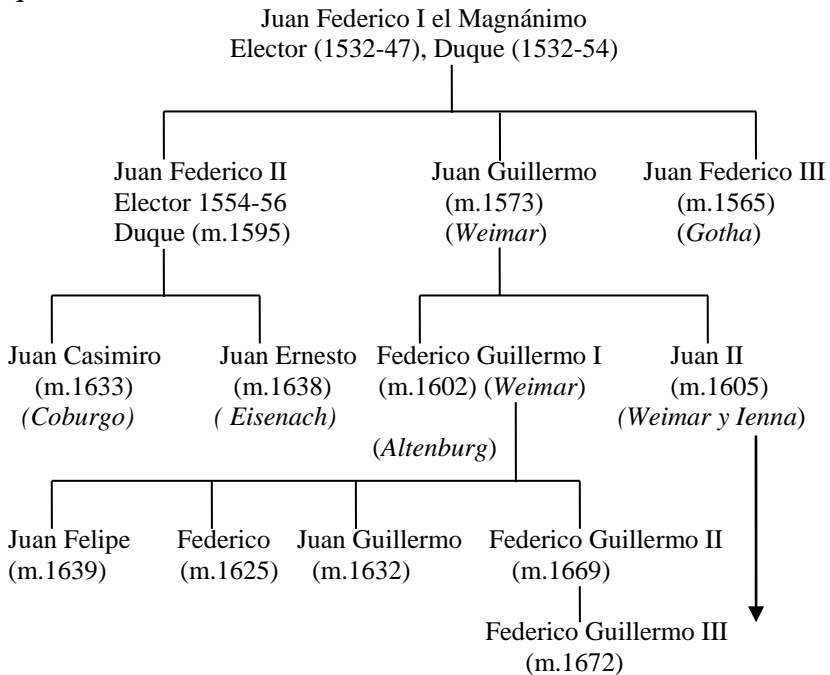 Juan Federico I el Magnánimo
Elector (1532-47), Duque (1532-54)
Juan Federico II
Elector 1554-56
Duque (m.1595)
Juan Guillermo
(m.1573)
(Weimar)
Juan Federico III
(m.1565)
(Gotha)
Juan Casimiro
(m.1633)
(Coburgo)
Juan Ernesto
(m.1638)
( Eisenach)
Federico Guillermo I
(m.1602) (Weimar)
(Altenburg)
Juan II
(m.1605)
(Weimar y Ienna)
Juan Felipe
(m.1639)
Federico
(m.1625)
Juan Guillermo
(m.1632)
Federico Guillermo II
(m.1669)
Federico Guillermo III
(m.1672)